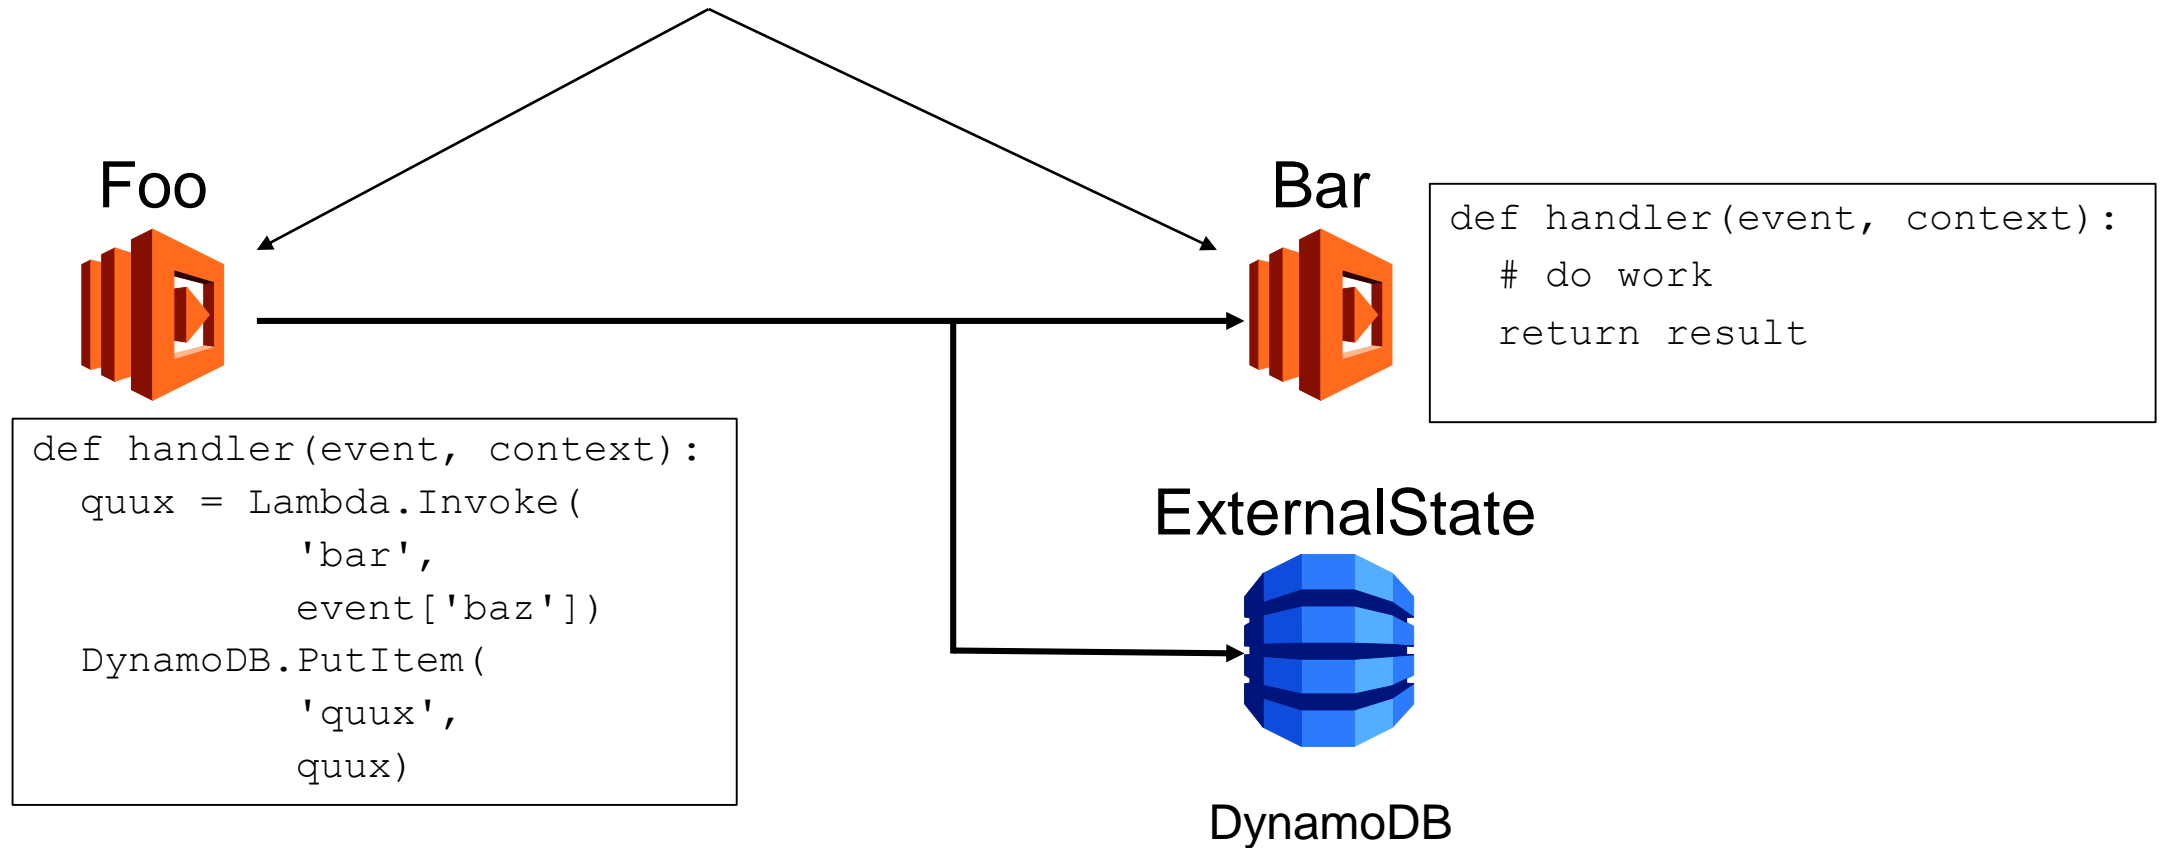 Foo
def handler(event, context):
  quux = Lambda.Invoke(
           'bar',
           event['baz'])
  DynamoDB.PutItem(
           'quux',
           quux)
Bar
def handler(event, context):
  # do work
  return result
ExternalState
DynamoDB